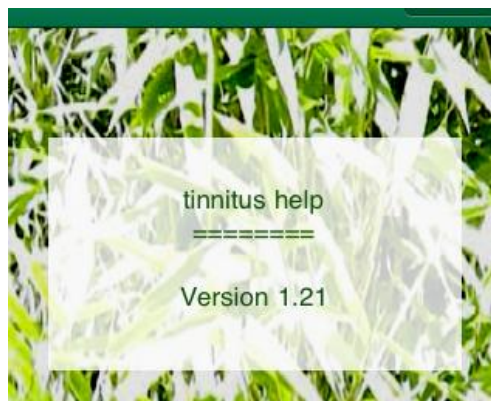 tinnitus help
========
Version 1.21